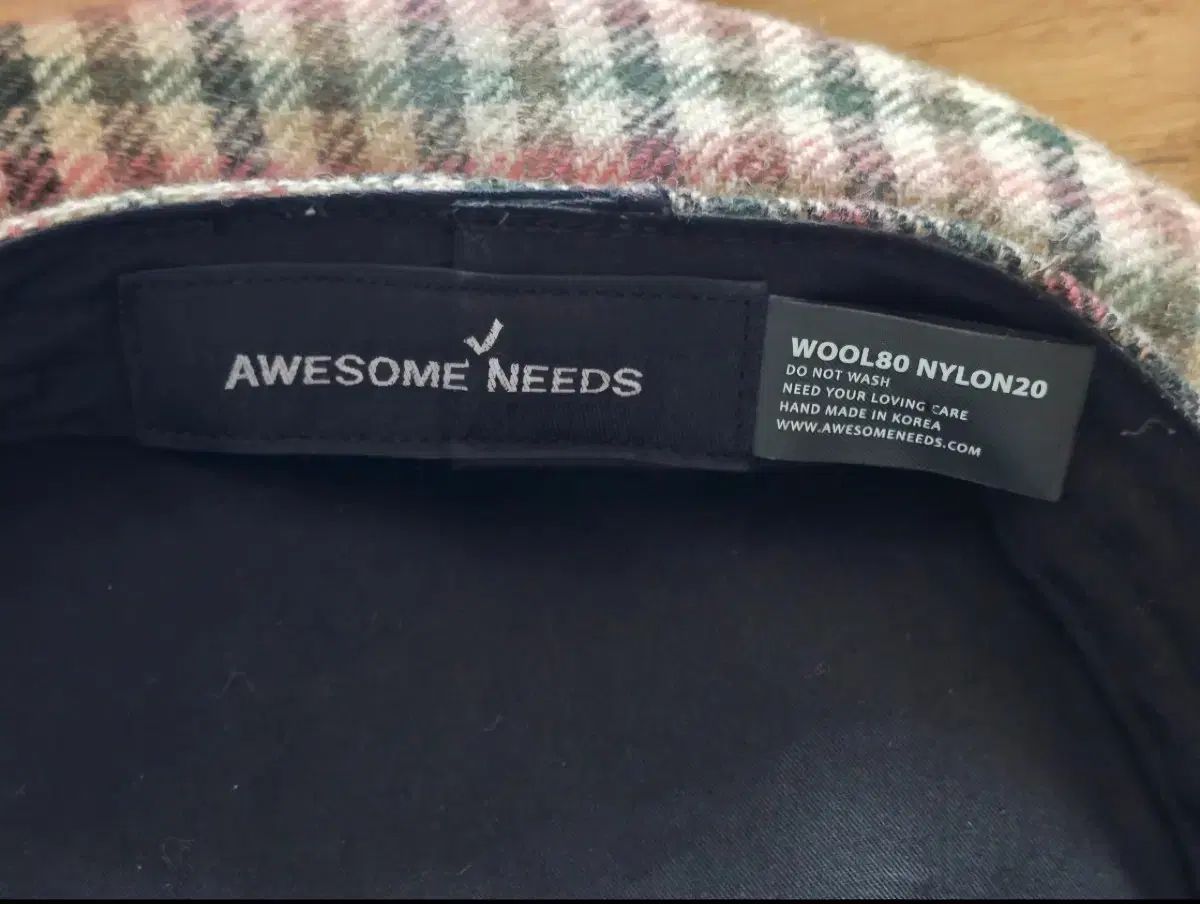 AWESOME NEEDS
WOOL80 NYLON20
DO NOT WASH
NEED YOUR LOVING CARE
HAND MADE IN KOREA
WWW.AWESOMENEEDS.COM